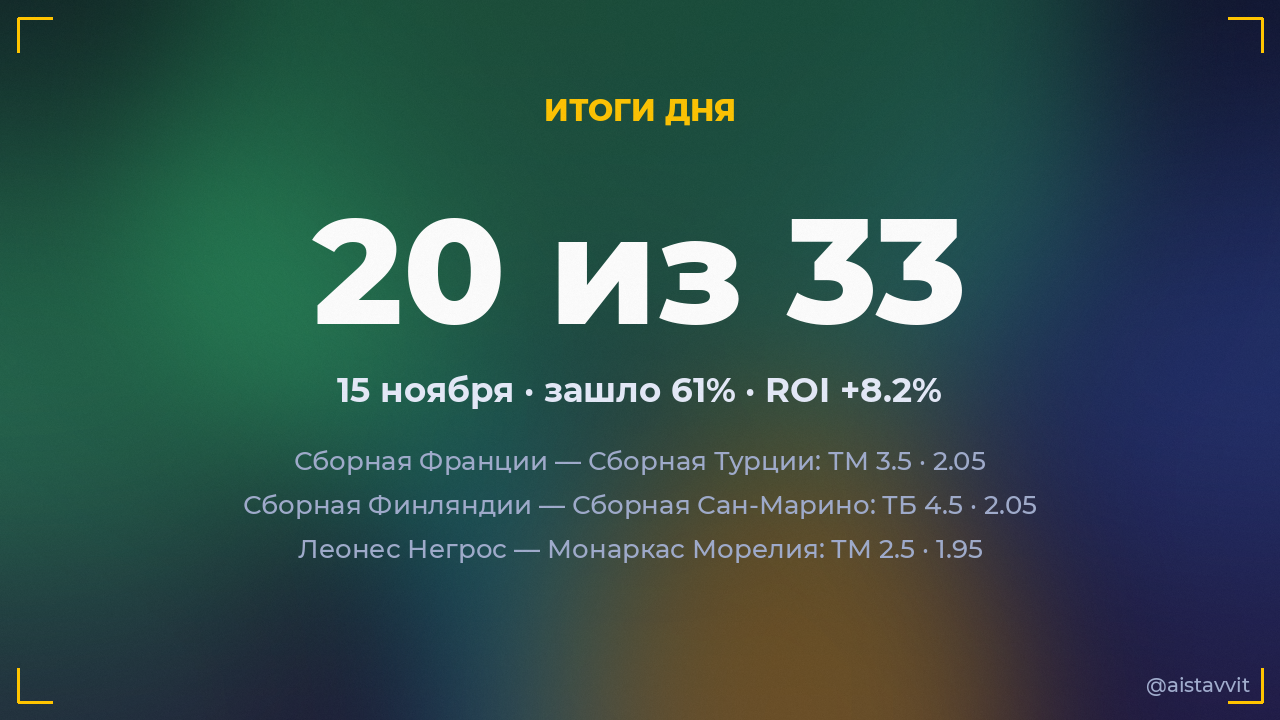 ИТОГИ ДНЯ
20 из 33
15 ноября · зашло 61% · ROI +8.2%
Сборная Франции — Сборная Турции: ТМ 3.5 · 2.05
Сборная Финляндии — Сборная Сан-Марино: ТБ 4.5 · 2.05
Леонес Негрос — Монаркас Морелия: ТМ 2.5 · 1.95
@aistavvit